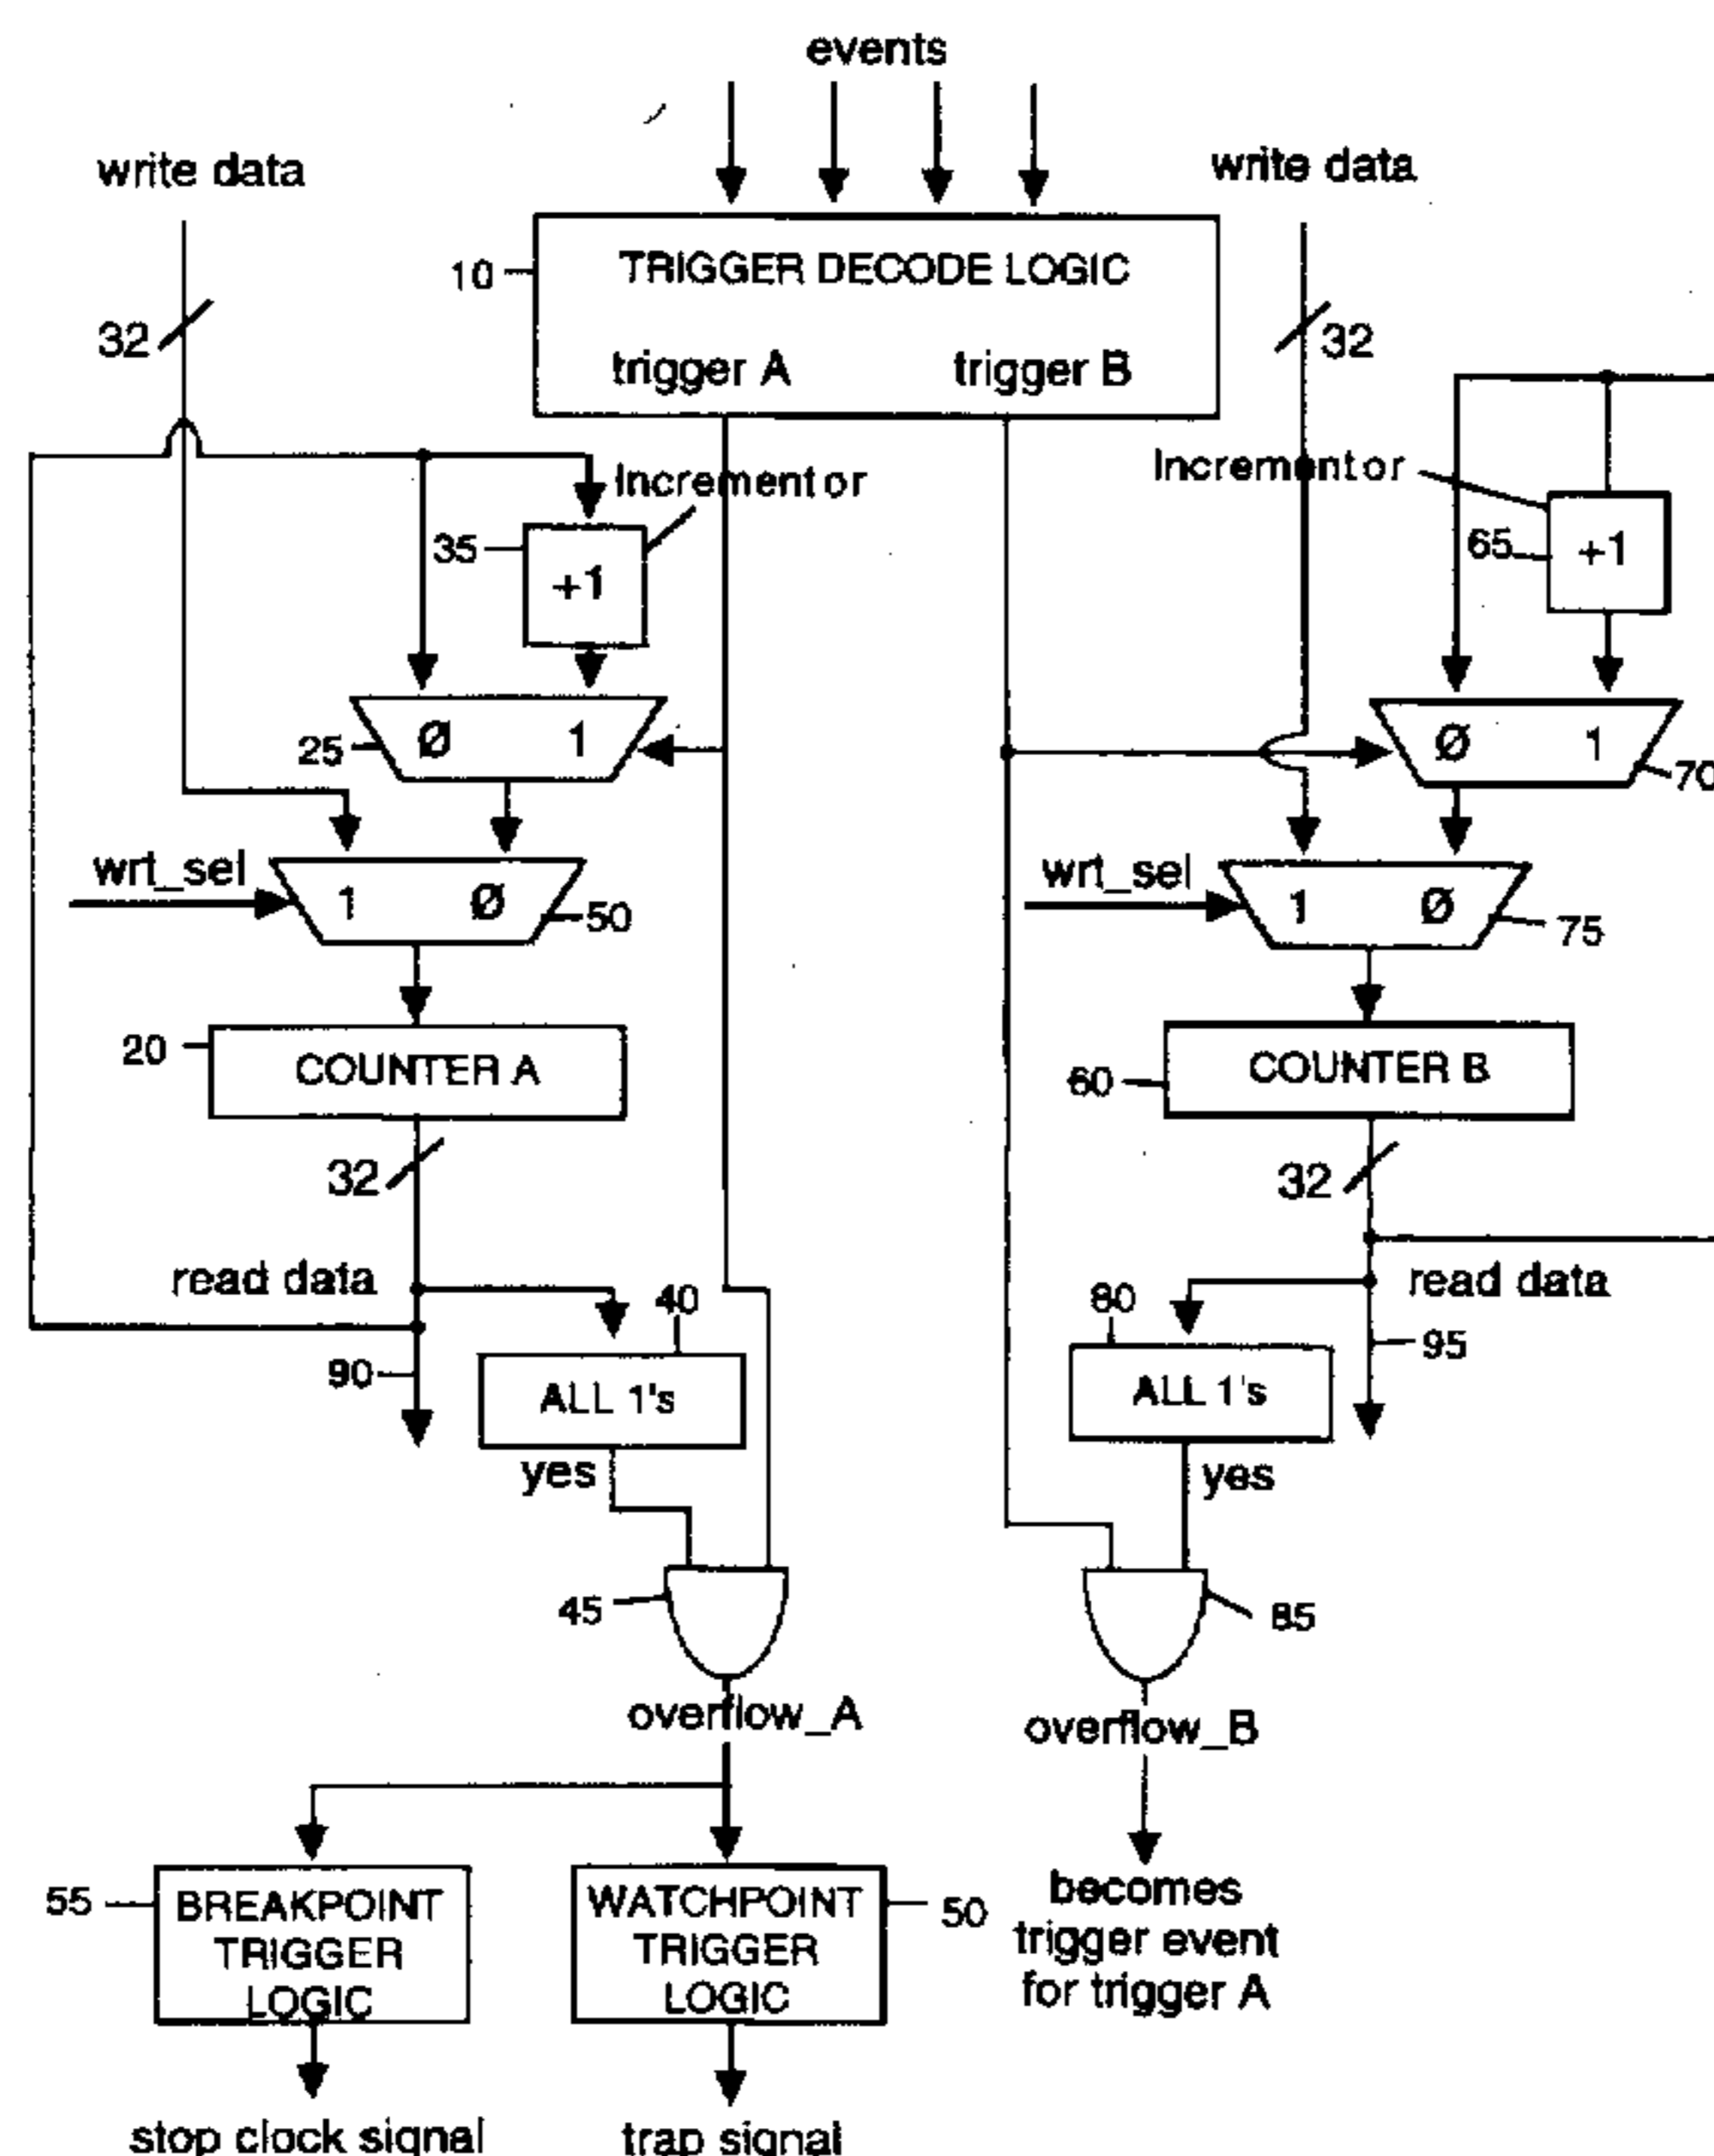 events
write data
write data
10
TRIGGER DECODE LOGIC
32
32
trigger A
trigger B
Incrementor
Incrementor
35
+1
65
+1
25
Ø
1
Ø
1
70
wrt_sel
1
Ø
50
wrt_sel
1
Ø
75
20
COUNTER A
60
COUNTER B
32
32
read data
40
80
read data
90
ALL 1's
ALL 1's
95
yes
yes
45
85
overflow_A
overflow_B
55
BREAKPOINT
TRIGGER
LOGIC
WATCHPOINT
TRIGGER
LOGIC
50
becomes
trigger event
for trigger A
stop clock signal
trap signal